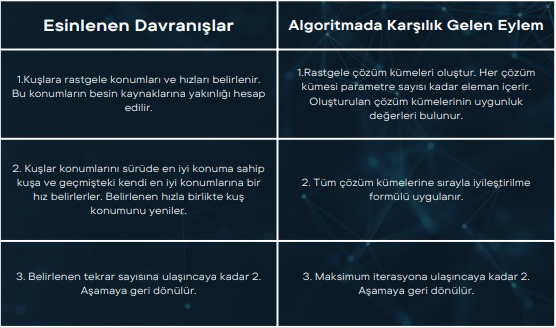 Esinlenen Davranışlar
Algoritmada Karşılık Gelen Eylem
1.Kuşlara rastgele konumları ve hızları belirlenir.
Bu konumların besin kaynaklarına yakınlığı hesap
edilir.
1.Rastgele çözüm kümeleri oluştur. Her çözüm
kümesi parametre sayısı kadar eleman içerir.
Oluşturulan çözüm kümelerinin uygunluk
değerleri bulunur.
2. Kuşlar konumlarını sürüde en iyi konuma sahip
kuşa ve geçmişteki kendi en iyi konumlarına bir
hız belirlerler. Belirlenen hızla birlikte kuş
konumunu yeniler.
2. Tüm çözüm kümelerine sırayla iyileştirilme
formülü uygulanır.
3. Belirlenen tekrar sayısına ulaşıncaya kadar 2.
Aşamaya geri dönülür.
3. Maksimum iterasyona ulaşıncaya kadar 2.
Aşamaya geri dönülür.